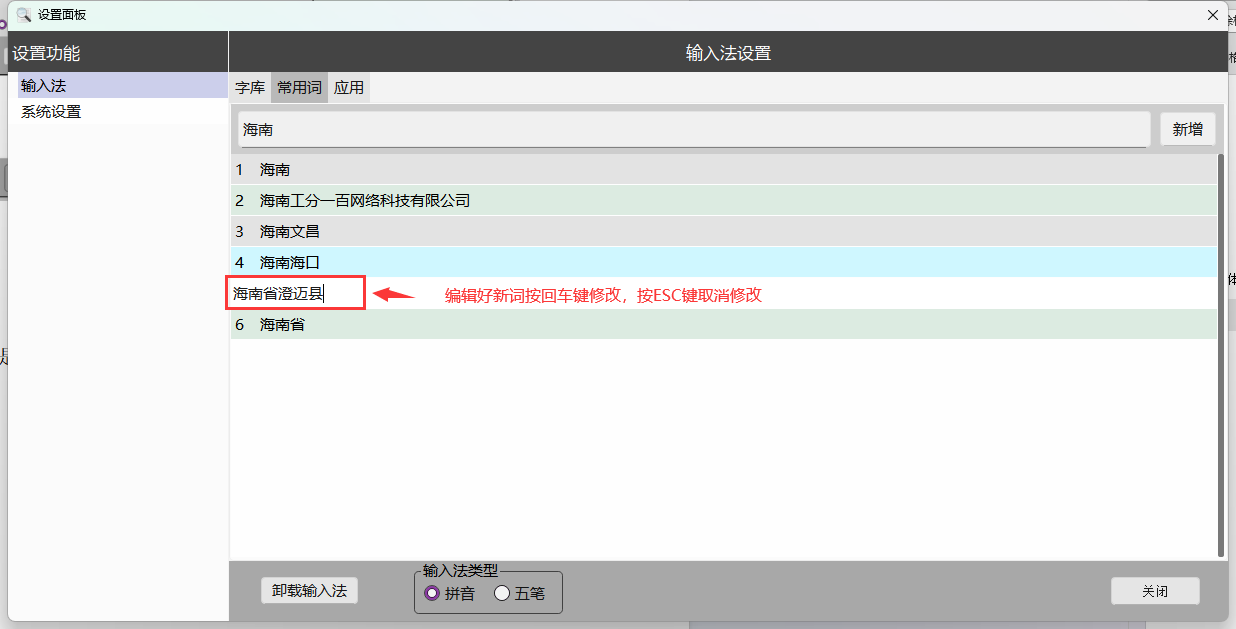 设置面板
设置功能
输入法设置
输入法
系统设置
字库 常用词 应用
海南
新增
1 海南
2 海南工分一百网络科技有限公司
3 海南文昌
4 海南海口
海南省澄迈县
编辑好新词按回车键修改，按ESC键取消修改
6 海南省
卸载输入法
输入法类型
拼音 五笔
关闭